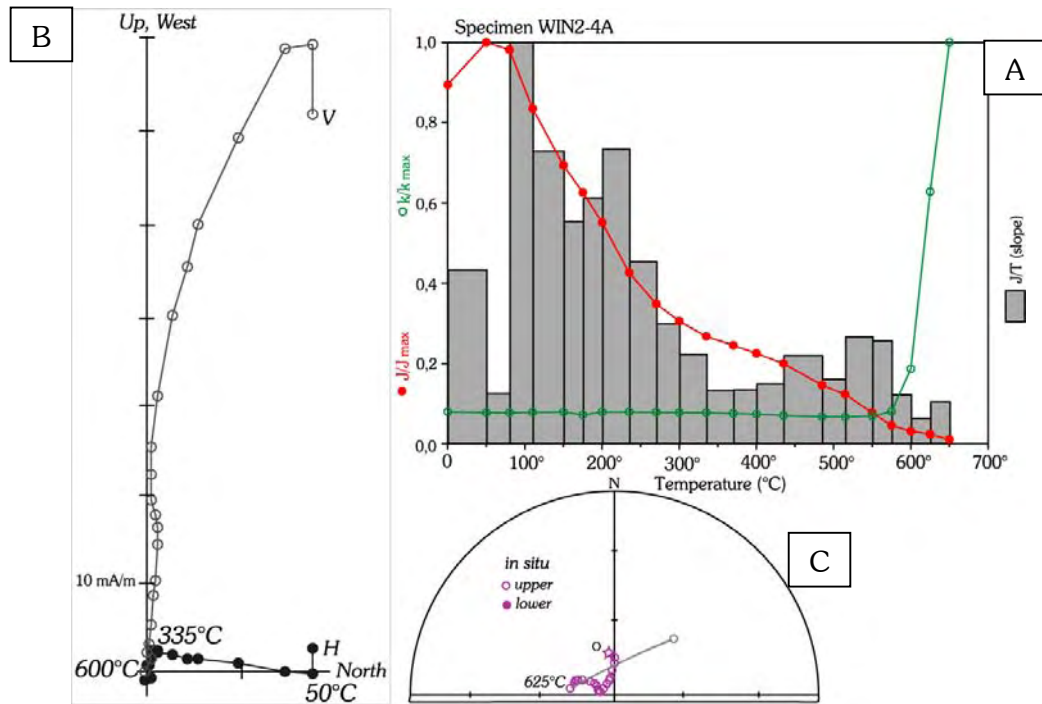 B
Up, West
V
10 mA/m
335°C
H
600°C
North
50°C
Specimen WIN2-4A
A
1,0
0,8
0,6
0,4
0,2
0,0
k/k max
J/J max
J/T (slope)
0 100° 200° 300° 400° 500° 600° 700°
Temperature (°C)
N
C
in situ
upper
lower
625°C